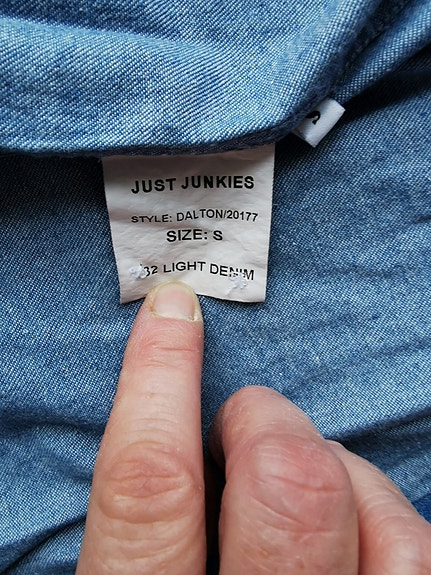 JUST JUNKIES
STYLE: DALTON/20177
SIZE: S
LIGHT DENIM
S